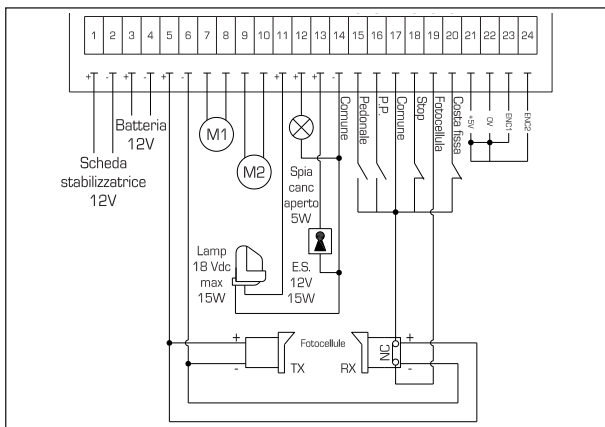 1 2 3 4 5 6 7 8 9 10 11 12 13 14 15 16 17 18 19 20 21 22 23 24
+ - + - + - + + + -
Batteria
12V
Scheda
stabilizzatrice
12V
M1
M2
Spia
canc
aperto
5W
Comune
Pedonale
P.P.
Comune
Stop
Fotocellula
Costa fissa
+5V
0V
ENC1
ENC2
Lamp
18 Vdc
max
15W
E.S.
12V
15W
+
-
Fotocellule
TX
RX
NC
+
-